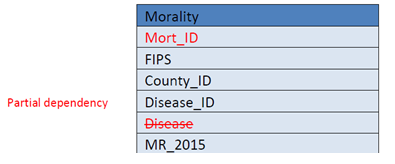 Morality
Mort_ID
FIPS
County_ID
Partial dependency
Disease_ID
Disease
MR_2015